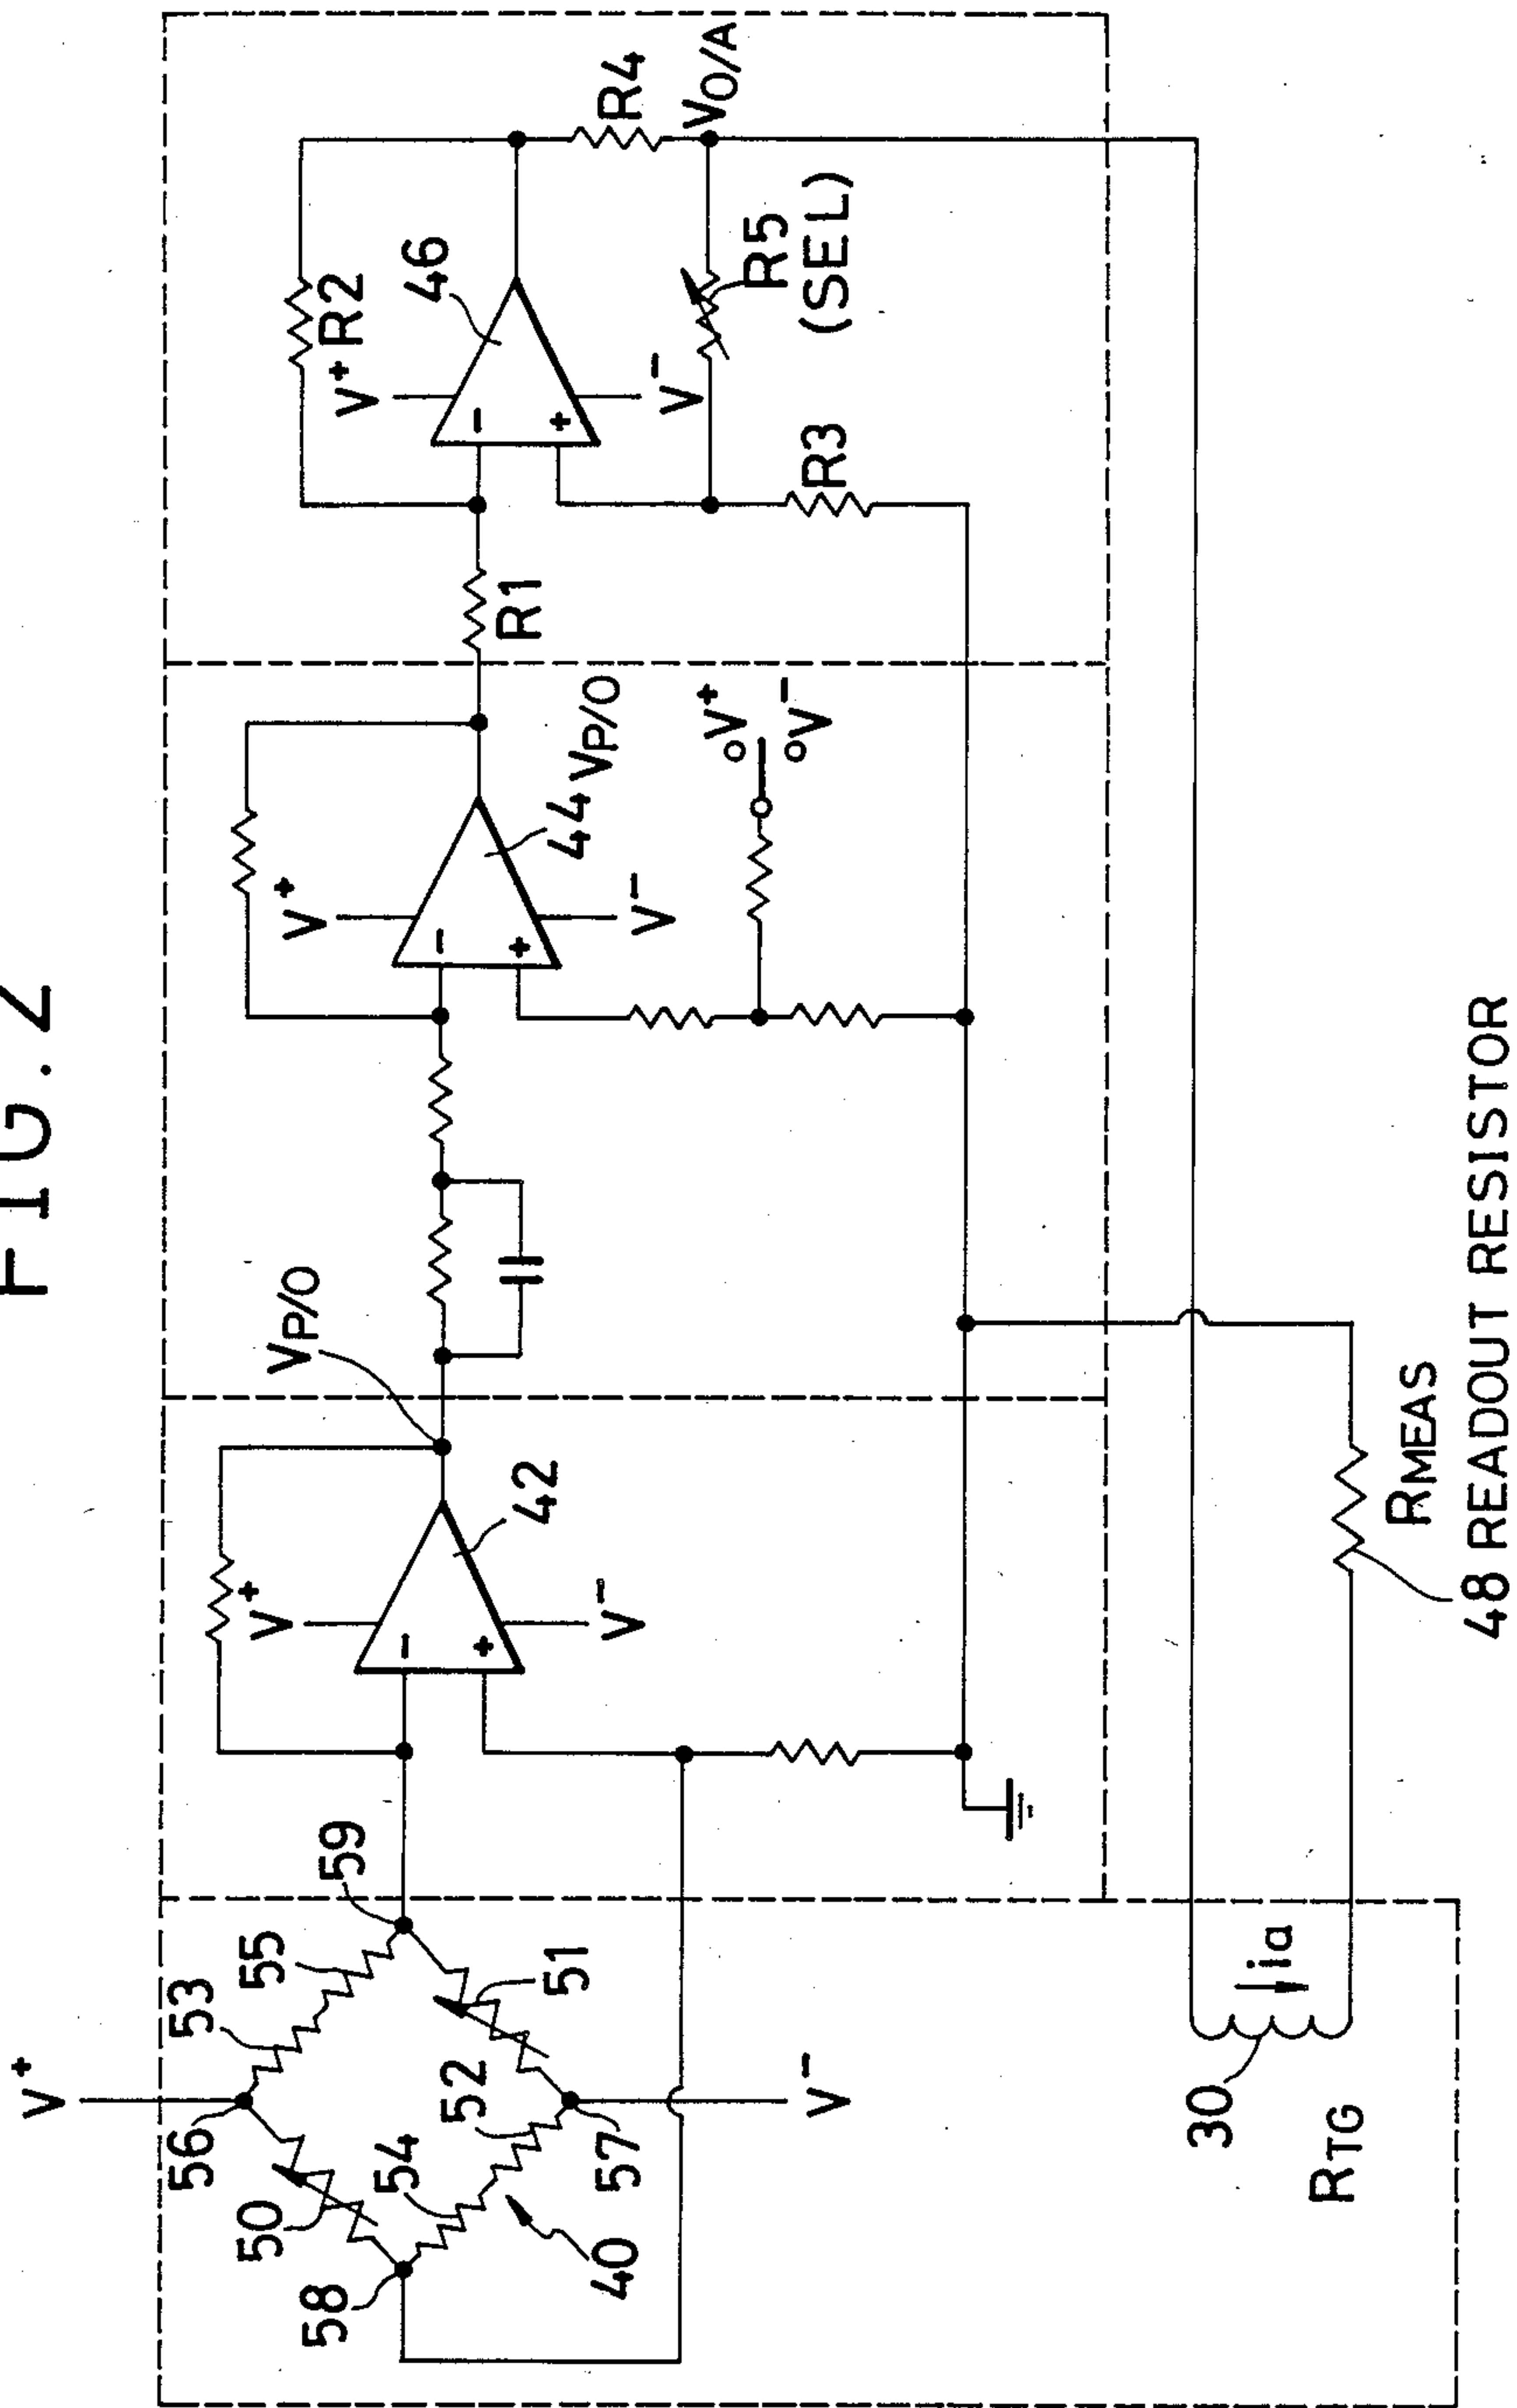 FIG. 2
V+
56
53
55
59
50
58
54
52
57
51
40
V-
V+
42
V-
VP/O
V+
44
VP/O
V-
V+
V-
R1
R2
V+
46
V-
R3
R4
R5
(SEL)
VO/A
30
ia
RTG
RMEAS
48 READOUT RESISTOR